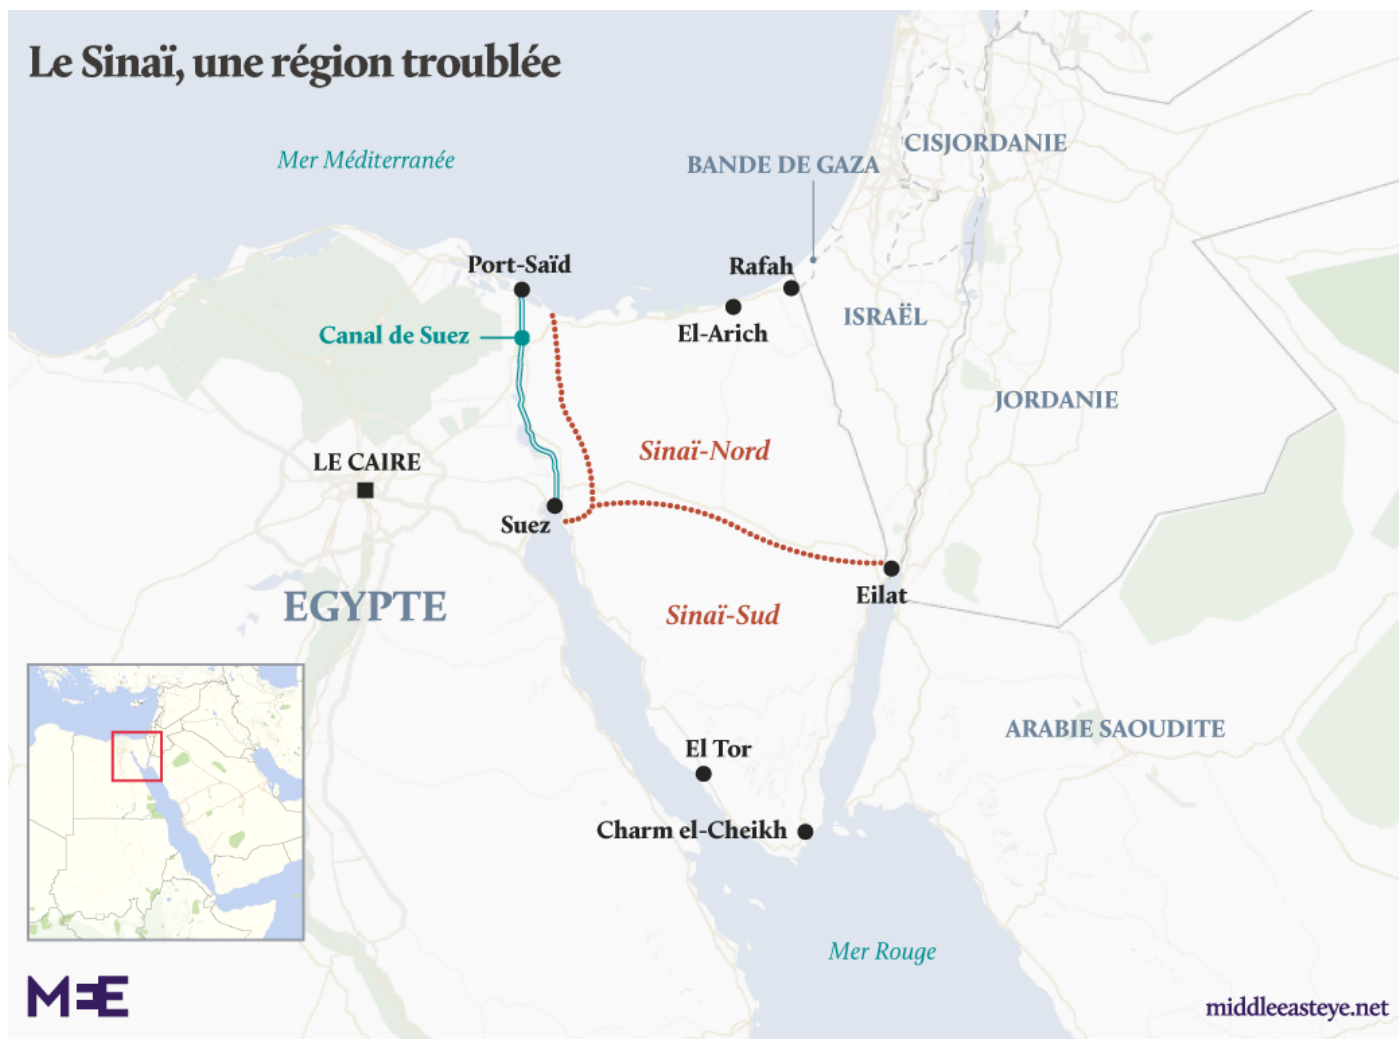 Le Sinaï, une région troublée
Mer Méditerranée
CISJORDANIE
BANDE DE GAZA
Port-Saïd
Rafah
Canal de Suez
El-Arich
ISRAËL
JORDANIE
Sinaï-Nord
LE CAIRE
Suez
EGYPTE
Eilat
Sinaï-Sud
ARABIE SAOUDITE
El Tor
Charm el-Cheikh
Mer Rouge
MEE
middleeasteye.net